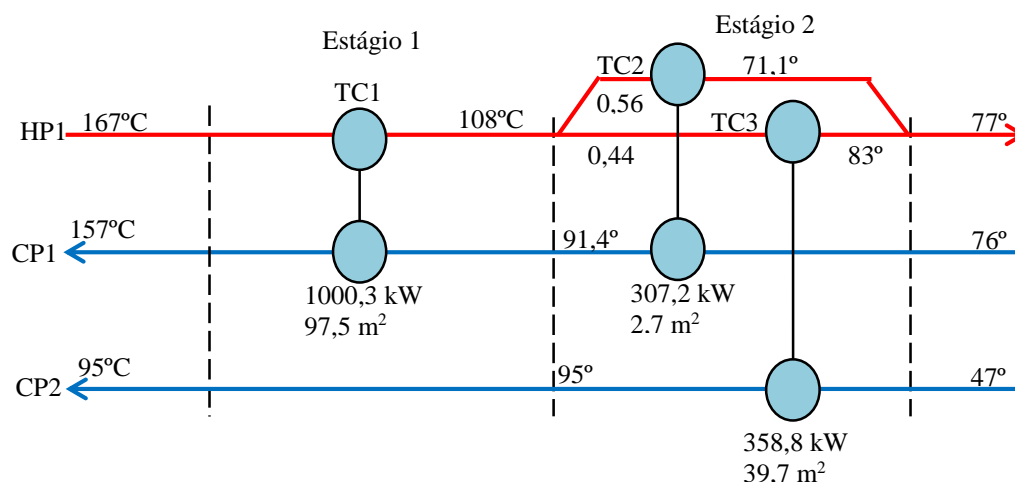 Estágio 1
Estágio 2
TC1
TC2
71,1º
HP1
167ºC
108ºC
0,56
0,44
TC3
83º
77º
CP1
157ºC
91,4º
76º
1000,3 kW
97,5 m²
307,2 kW
2,7 m²
CP2
95ºC
95º
47º
358,8 kW
39,7 m²